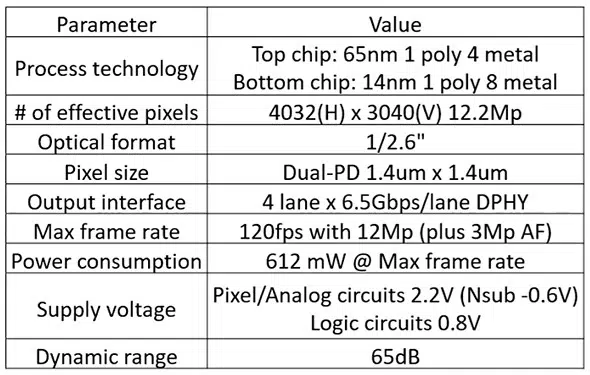 Parameter Value
Process technology Top chip: 65nm 1 poly 4 metal
Bottom chip: 14nm 1 poly 8 metal
# of effective pixels 4032(H) x 3040(V) 12.2Mp
Optical format 1/2.6"
Pixel size Dual-PD 1.4um x 1.4um
Output interface 4 lane x 6.5Gbps/lane DPHY
Max frame rate 120fps with 12Mp (plus 3Mp AF)
Power consumption 612 mW @ Max frame rate
Supply voltage Pixel/Analog circuits 2.2V (Nsub -0.6V)
Logic circuits 0.8V
Dynamic range 65dB